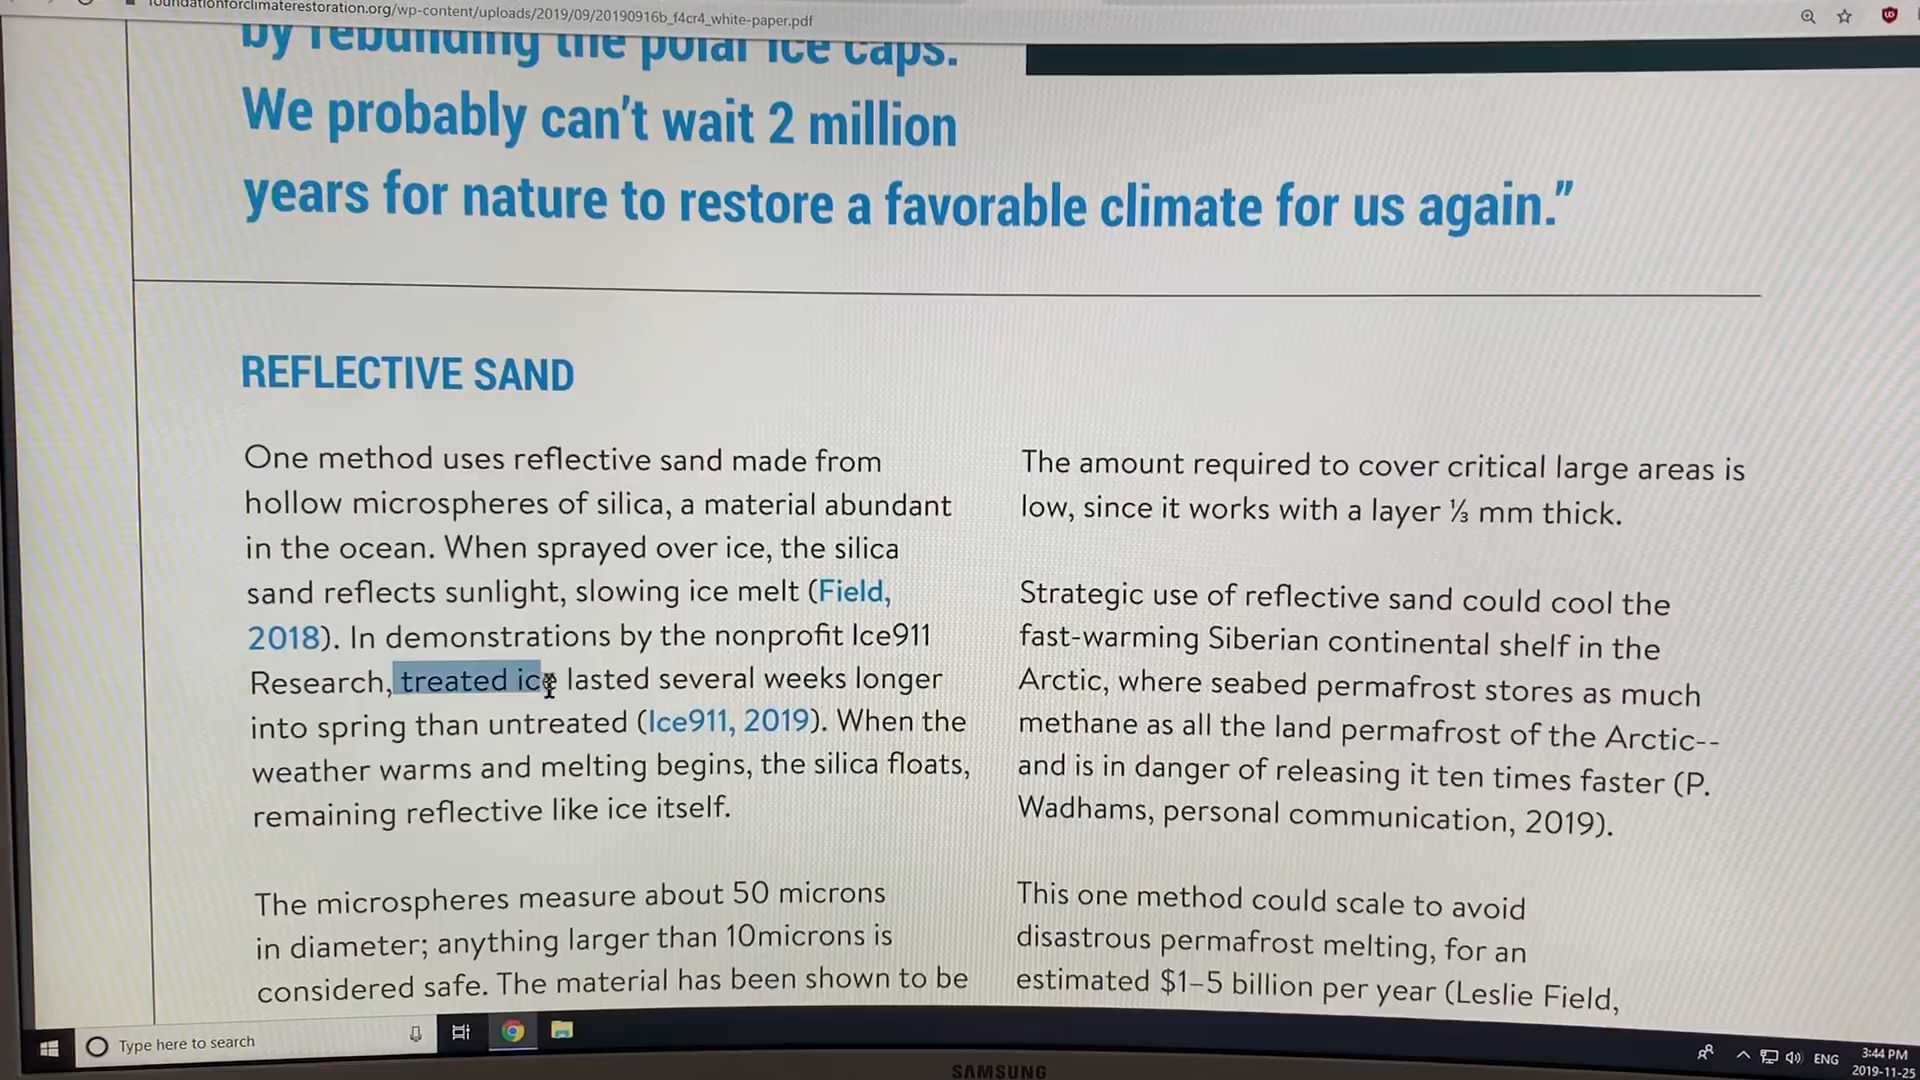 foundationforclimaterestoration.org/wp-content/uploads/2019/09/20190916b_f4cr4_white-paper.pdf
by rebuilding the polar ice caps.
We probably can't wait 2 million
years for nature to restore a favorable climate for us again.”
REFLECTIVE SAND
One method uses reflective sand made from
hollow microspheres of silica, a material abundant
in the ocean. When sprayed over ice, the silica
sand reflects sunlight, slowing ice melt (Field,
2018). In demonstrations by the nonprofit Ice911
Research, treated ice lasted several weeks longer
into spring than untreated (Ice911, 2019). When the
weather warms and melting begins, the silica floats,
remaining reflective like ice itself.
The microspheres measure about 50 microns
in diameter; anything larger than 10microns is
considered safe. The material has been shown to be
The amount required to cover critical large areas is
low, since it works with a layer ⅓ mm thick.
Strategic use of reflective sand could cool the
fast-warming Siberian continental shelf in the
Arctic, where seabed permafrost stores as much
methane as all the land permafrost of the Arctic--
and is in danger of releasing it ten times faster (P.
Wadhams, personal communication, 2019).
This one method could scale to avoid
disastrous permafrost melting, for an
estimated $1–5 billion per year (Leslie Field,
Type here to search
ENG
3:44 PM
2019-11-25
SAMSUNG